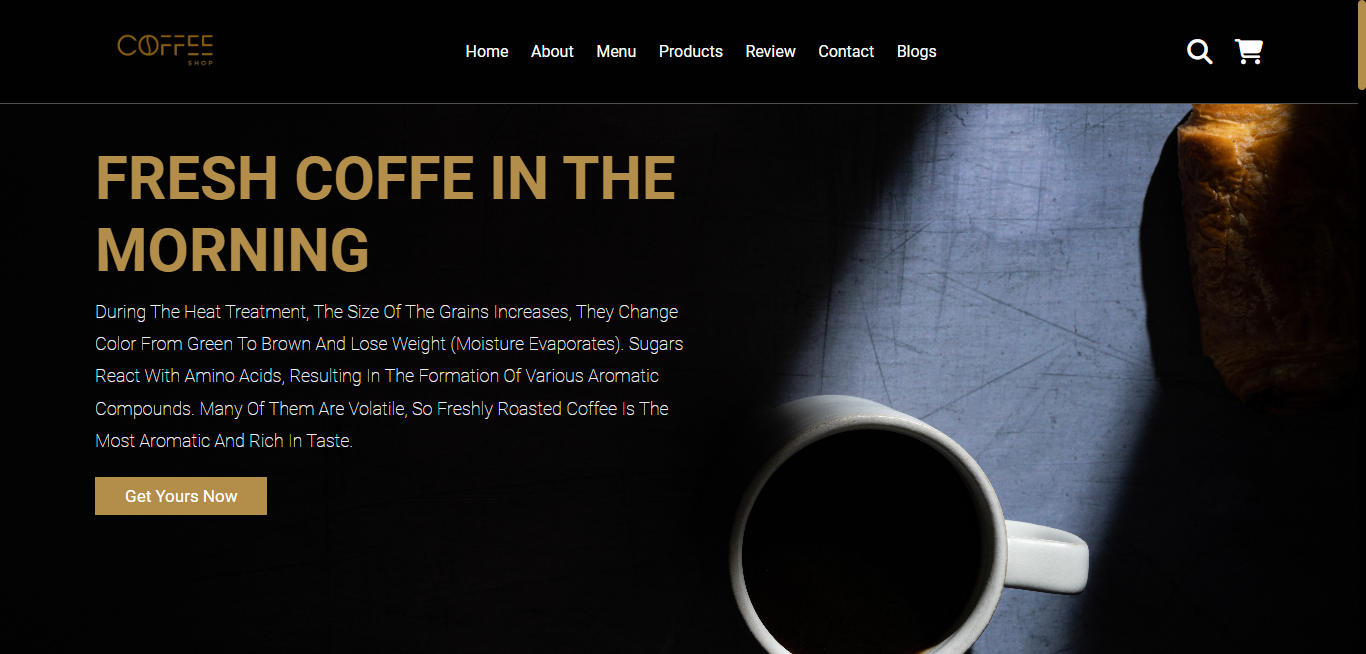 COFFEE
SHOP
Home About Menu Products Review Contact Blogs
FRESH COFFE IN THE
MORNING
During The Heat Treatment, The Size Of The Grains Increases, They Change
Color From Green To Brown And Lose Weight (Moisture Evaporates). Sugars
React With Amino Acids, Resulting In The Formation Of Various Aromatic
Compounds. Many Of Them Are Volatile, So Freshly Roasted Coffee Is The
Most Aromatic And Rich In Taste.
Get Yours Now